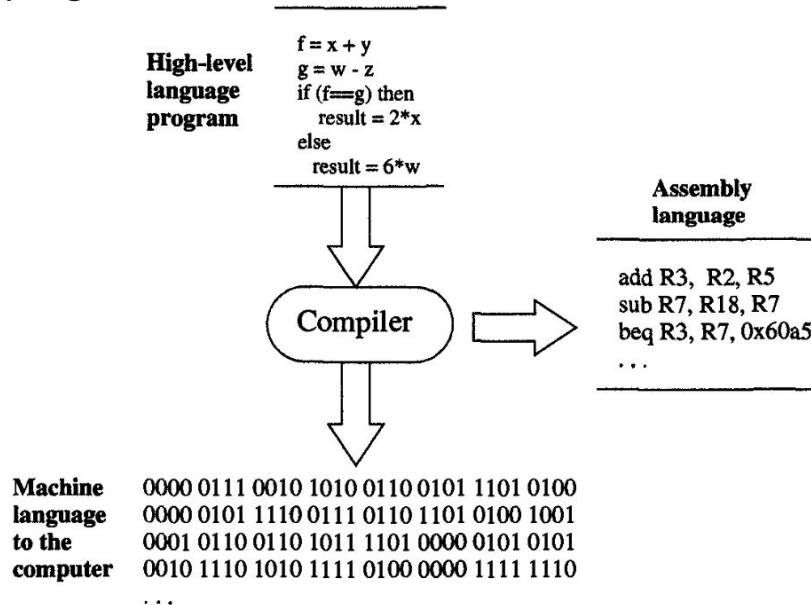 High-level
language
program
f = x + y
g = w - z
if (f==g) then
result = 2*x
else
result = 6*w
Compiler
Assembly
language
add R3, R2, R5
sub R7, R18, R7
beq R3, R7, 0x60a5
. . .
Machine
language
to the
computer
0000 0111 0010 1010 0110 0101 1101 0100
0000 0101 1110 0111 0110 1101 0100 1001
0001 0110 0110 1011 1101 0000 0101 0101
0010 1110 1010 1111 0100 0000 1111 1110
. . .